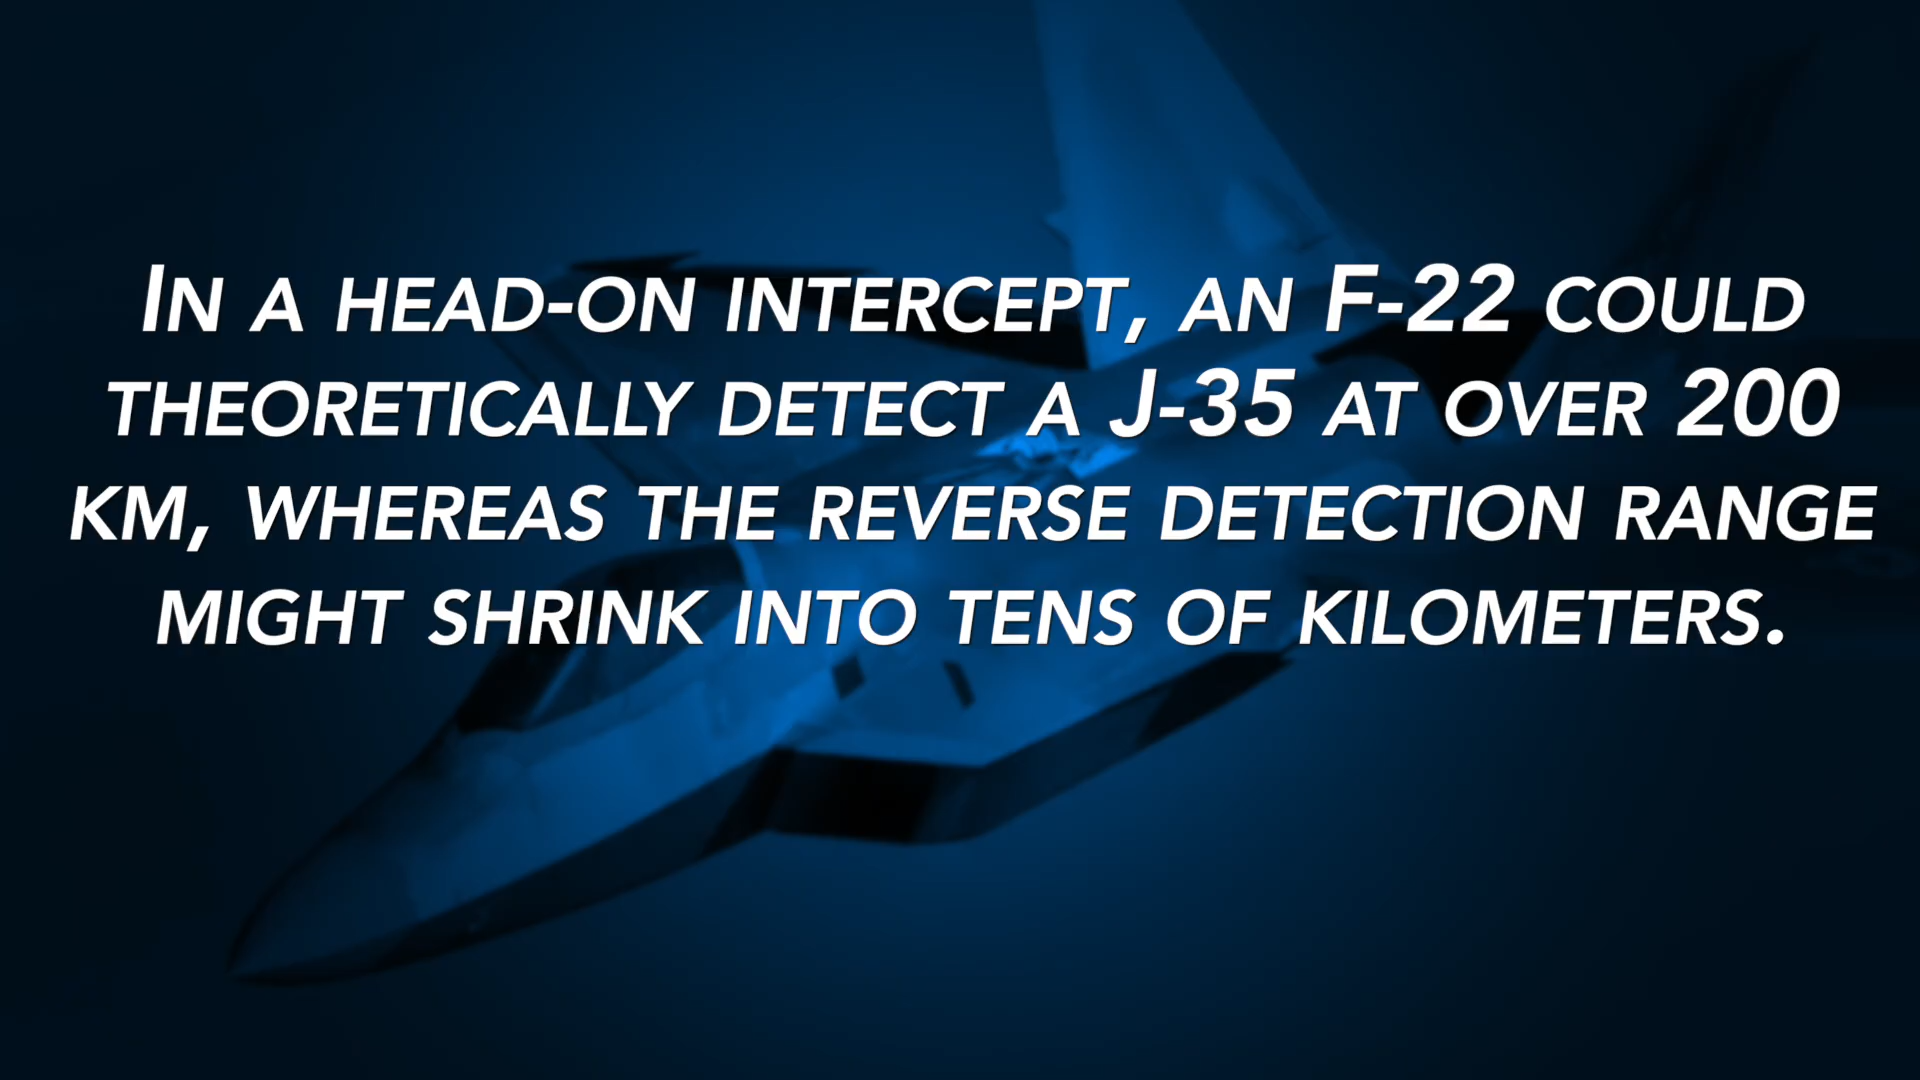 In a head-on intercept, an F-22 could
theoretically detect a J-35 at over 200
km, whereas the reverse detection range
might shrink into tens of kilometers.